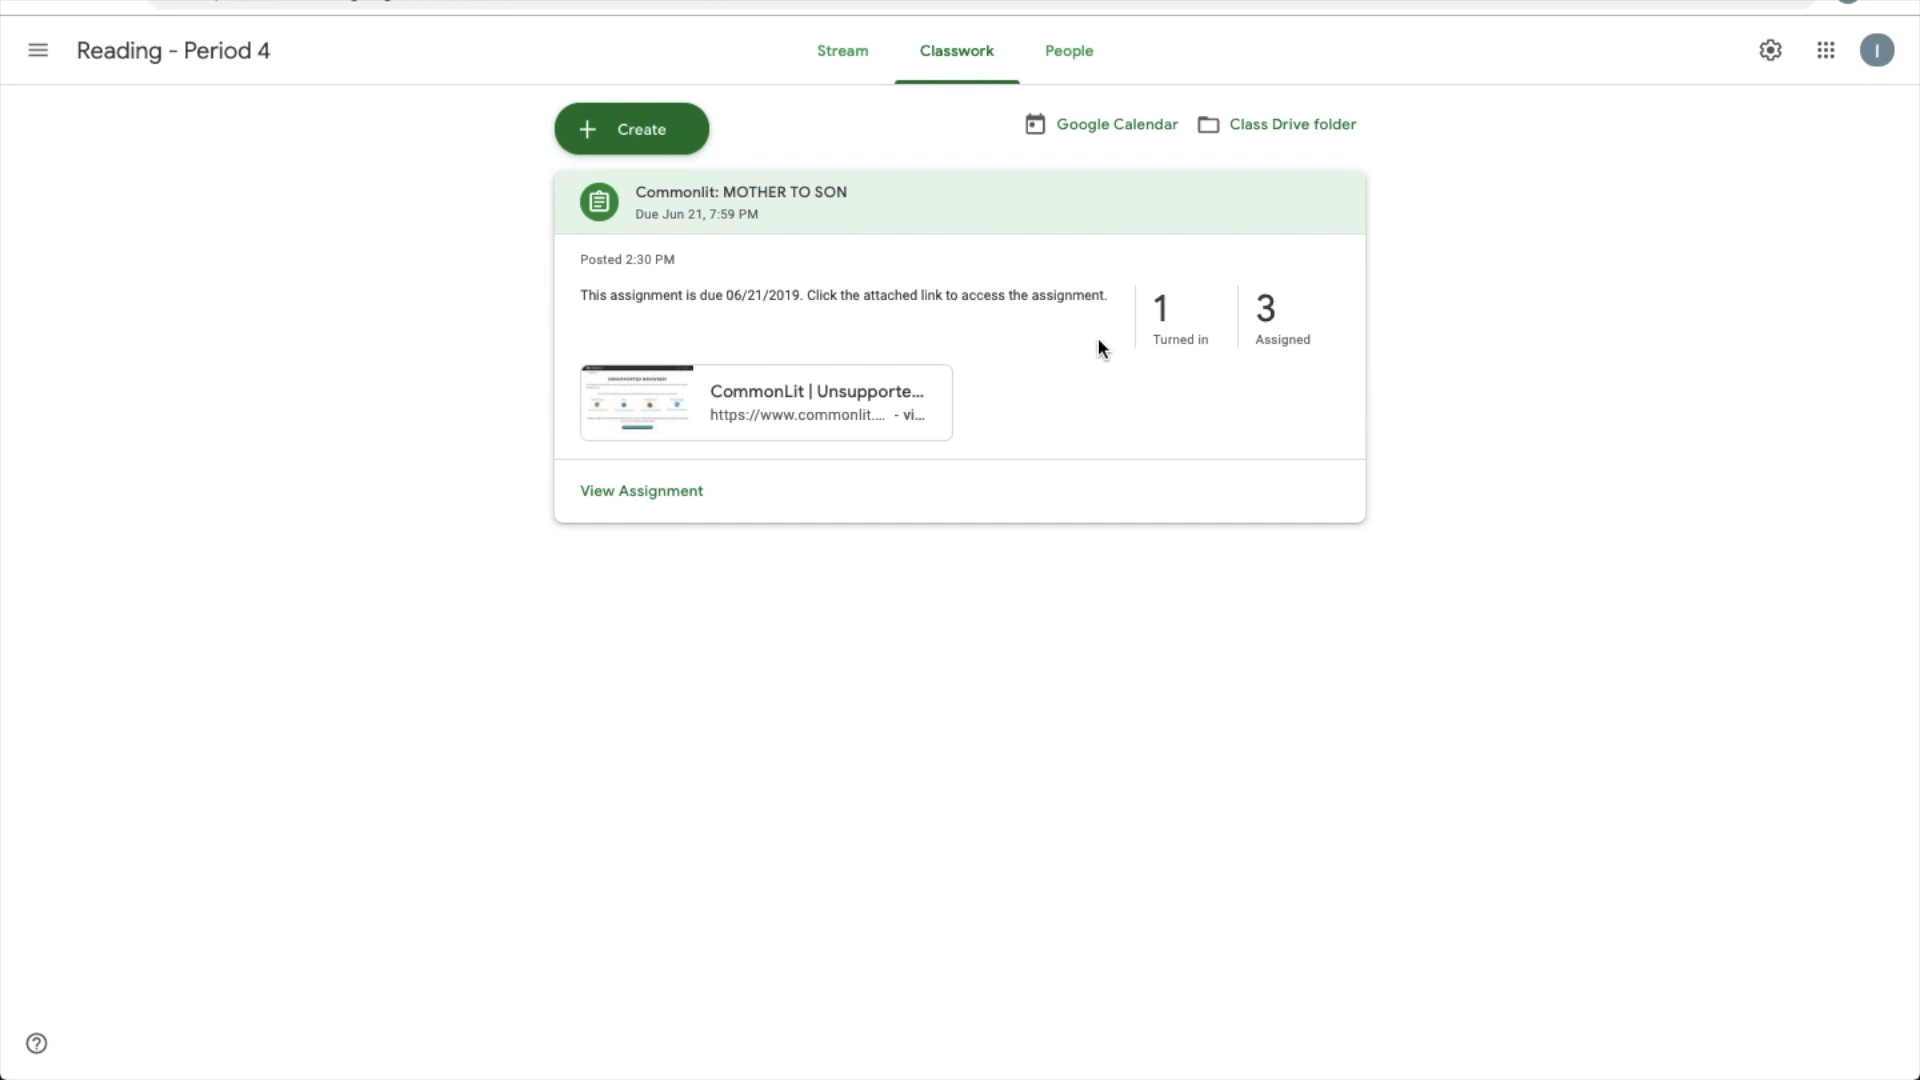 Reading - Period 4
Stream
Classwork
People
I
Create
Google Calendar
Class Drive folder
Commonlit: MOTHER TO SON
Due Jun 21, 7:59 PM
Posted 2:30 PM
This assignment is due 06/21/2019. Click the attached link to access the assignment.
1
Turned in
3
Assigned
CommonLit | Unsupporte...
https://www.commonlit.... - vi...
UNSUPPORTED BROWSER
View Assignment